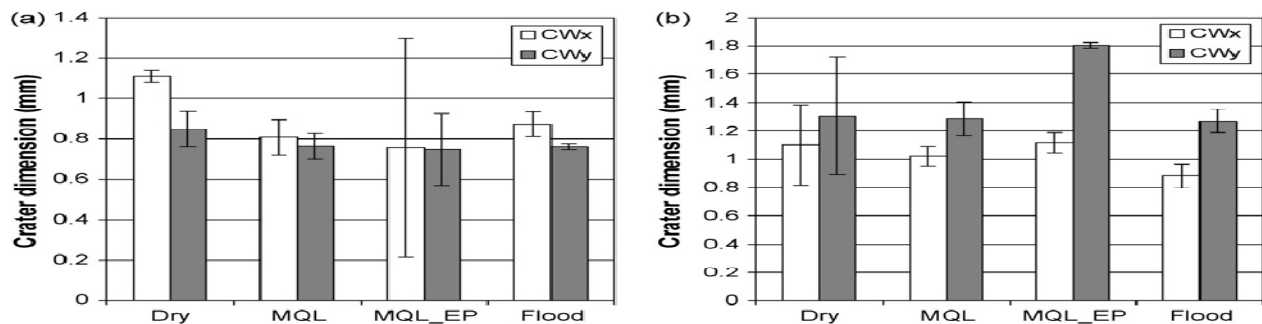 (a)
Crater dimension (mm)
1.4
1.2
1
0.8
0.6
0.4
0.2
0
CWx
CWy
Dry MQL MQL_EP Flood
(b)
Crater dimension (mm)
2
1.8
1.6
1.4
1.2
1
0.8
0.6
0.4
0.2
0
CWx
CWy
Dry MQL MQL_EP Flood